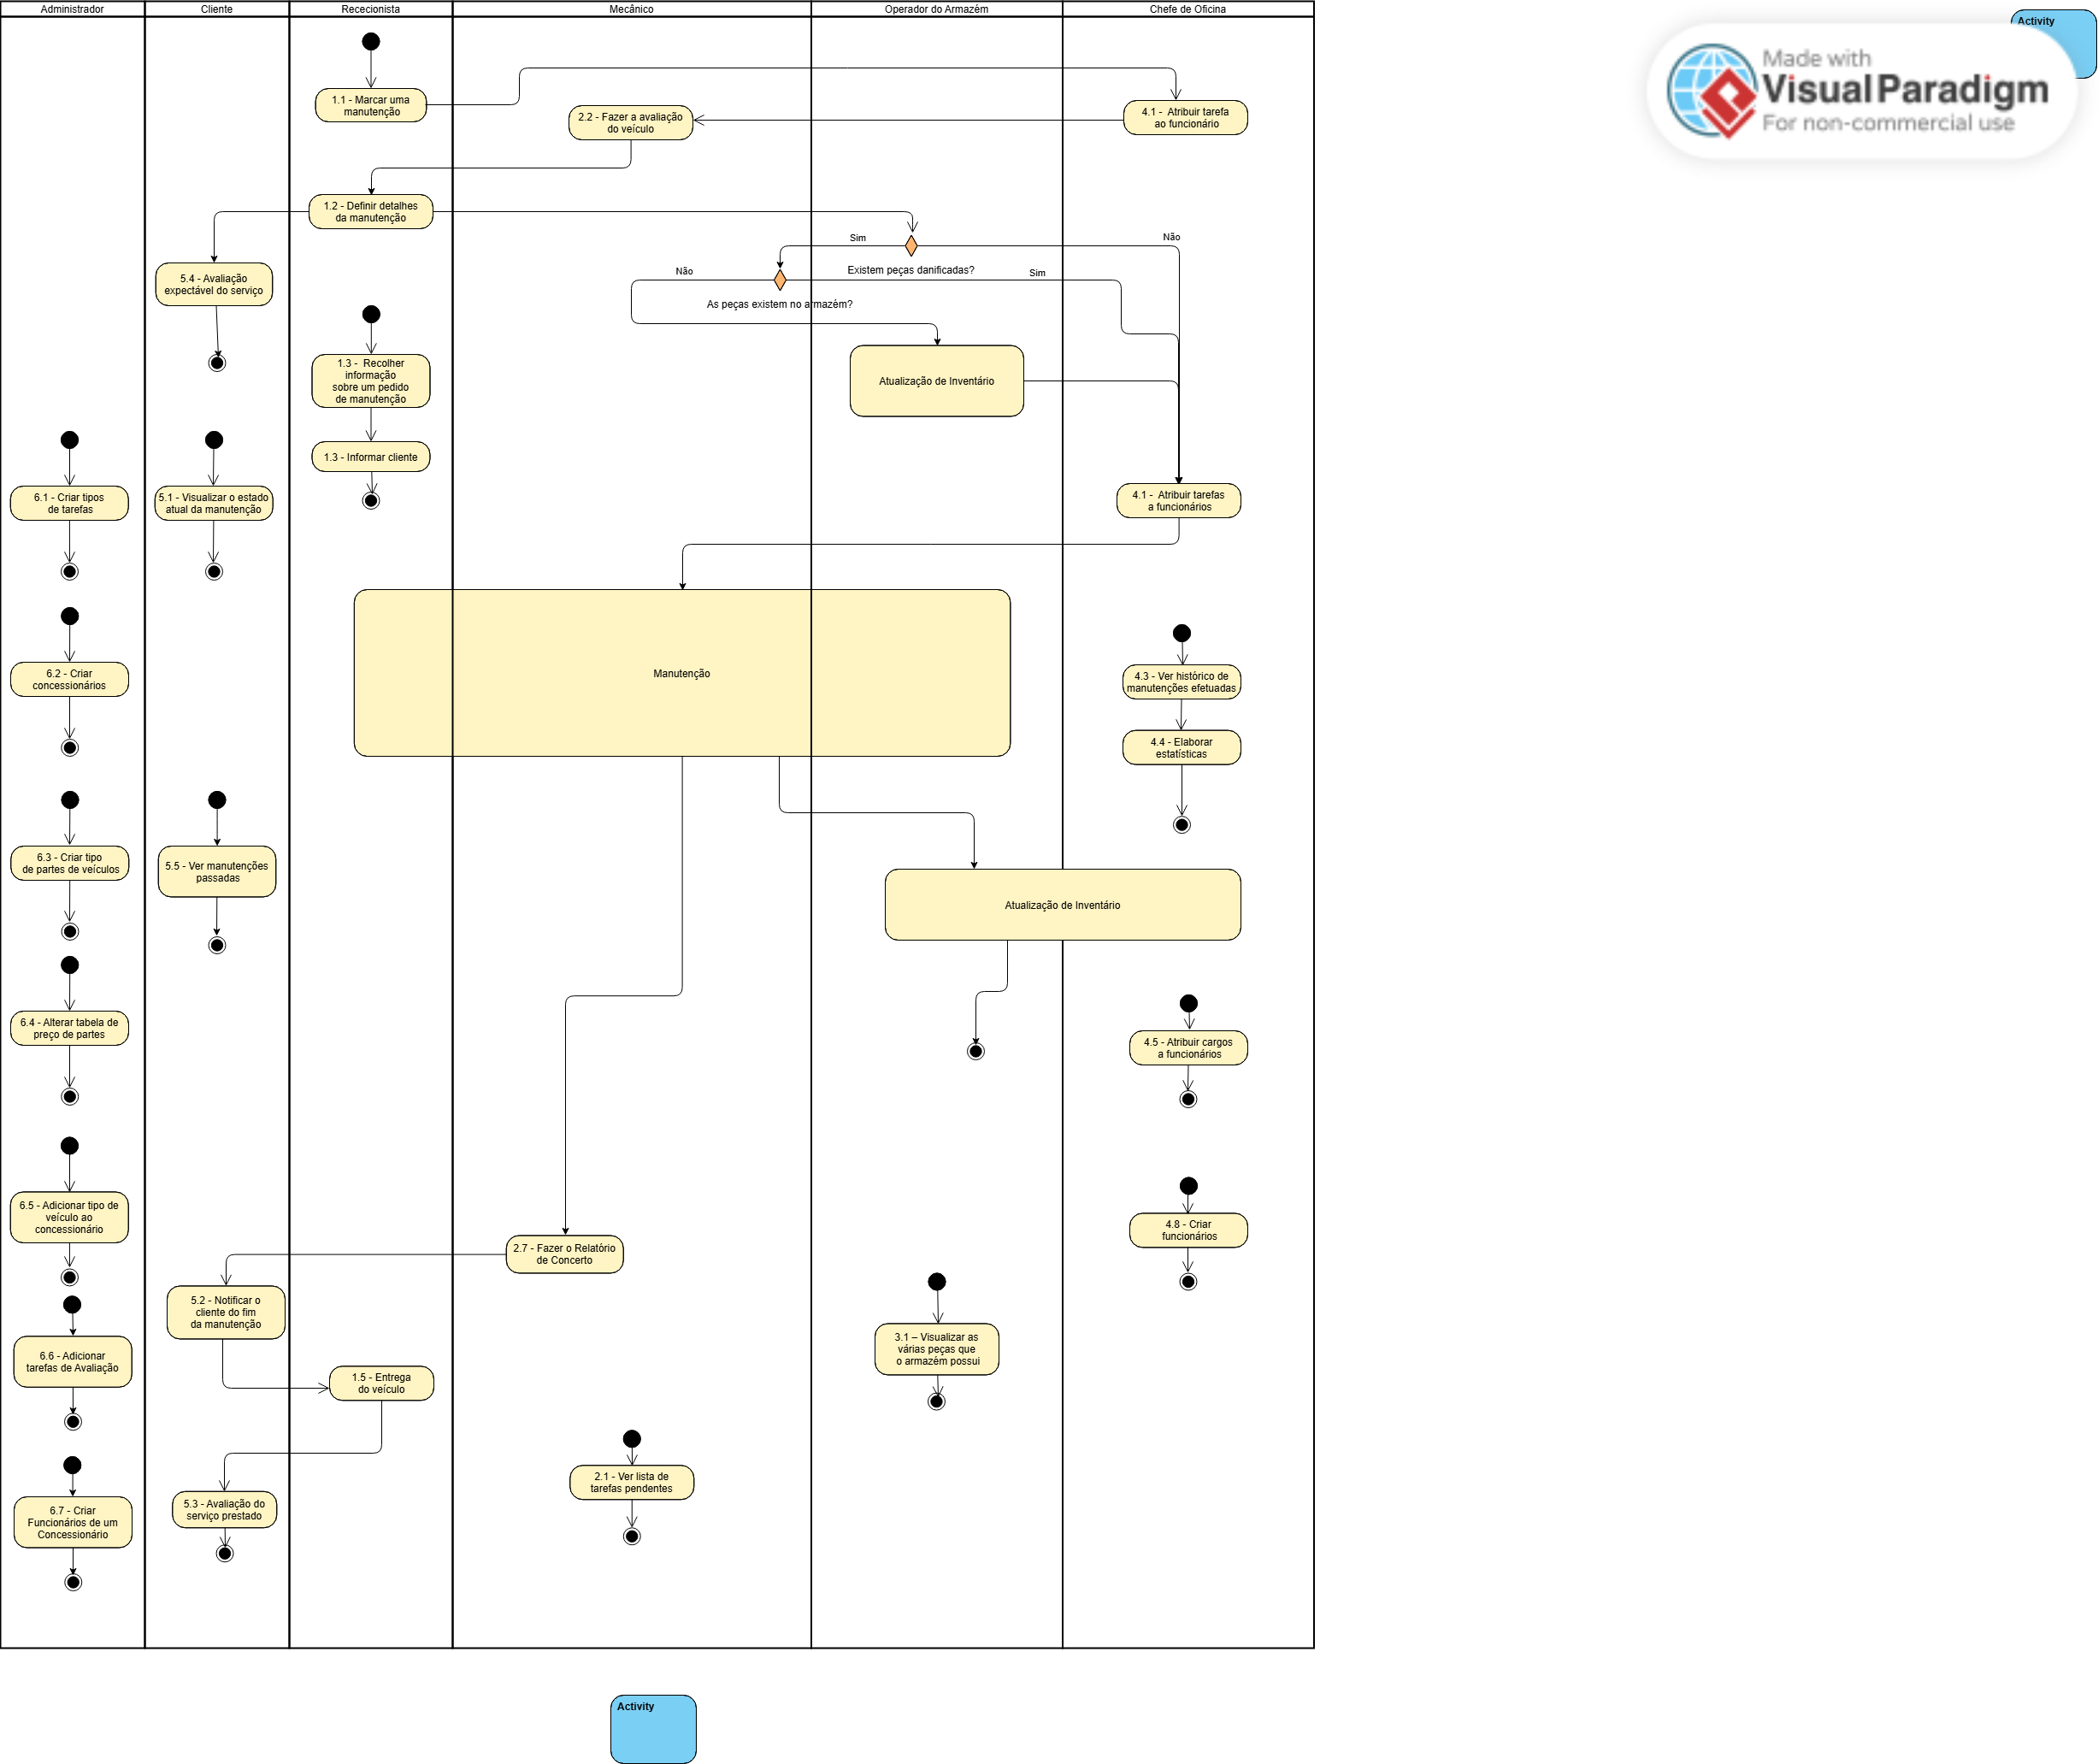 Administrador
Cliente
Rececionista
Mecânico
Operador do Armazém
Chefe de Oficina
Activity
Made with
Visual Paradigm
For non-commercial use
1.1 - Marcar uma
manutenção
2.2 - Fazer a avaliação
do veículo
4.1 -  Atribuir tarefa
ao funcionário
1.2 - Definir detalhes
da manutenção
Sim
Não
5.4 - Avaliação
expectável do serviço
Não
Existem peças danificadas?
Sim
As peças existem no armazém?
1.3 -  Recolher
informação
sobre um pedido
de manutenção
Atualização de Inventário
1.3 - Informar cliente
6.1 - Criar tipos
de tarefas
5.1 - Visualizar o estado
atual da manutenção
4.1 -  Atribuir tarefas
a funcionários
6.2 - Criar
concessionários
Manutenção
4.3 - Ver histórico de
manutenções efetuadas
4.4 - Elaborar
estatísticas
6.3 - Criar tipo
de partes de veículos
5.5 - Ver manutenções
passadas
Atualização de Inventário
6.4 - Alterar tabela de
preço de partes
4.5 - Atribuir cargos
a funcionários
6.5 - Adicionar tipo de
veículo ao
concessionário
4.8 - Criar
funcionários
2.7 - Fazer o Relatório
de Concerto
5.2 - Notificar o
cliente do fim
da manutenção
6.6 - Adicionar
tarefas de Avaliação
3.1 – Visualizar as
várias peças que
o armazém possui
1.5 - Entrega
do veículo
2.1 - Ver lista de
tarefas pendentes
5.3 - Avaliação do
serviço prestado
6.7 - Criar
Funcionários de um
Concessionário
Activity